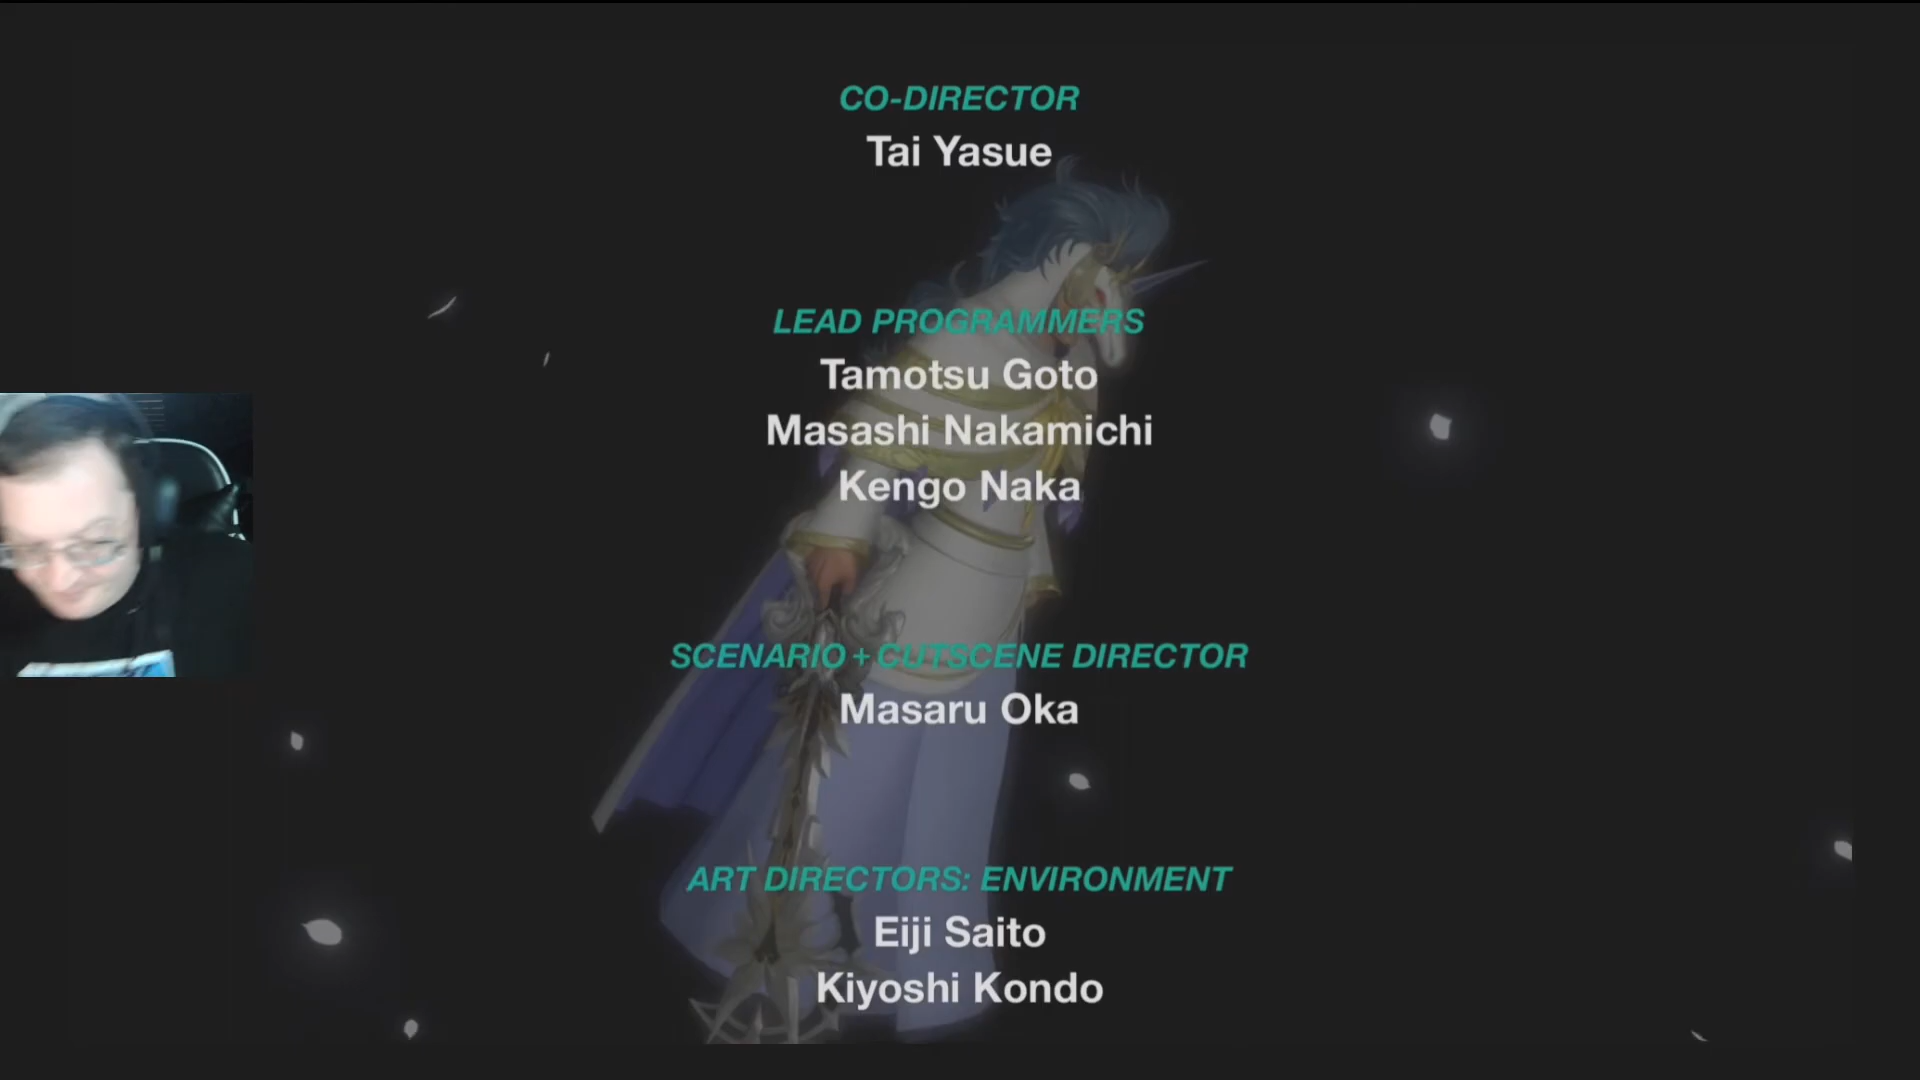 CO-DIRECTOR
Tai Yasue
LEAD PROGRAMMERS
Tamotsu Goto
Masashi Nakamichi
Kengo Naka
SCENARIO + CUTSCENE DIRECTOR
Masaru Oka
ART DIRECTORS: ENVIRONMENT
Eiji Saito
Kiyoshi Kondo